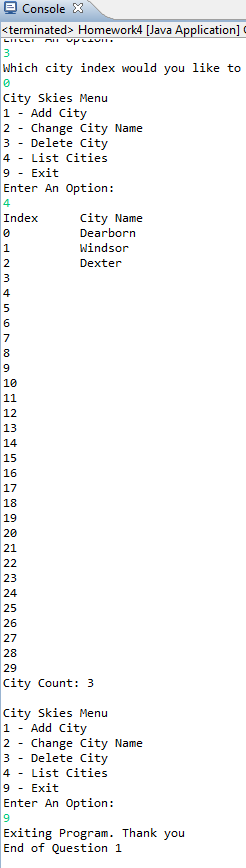 Console
<terminated> Homework4 [Java Application]
Enter An Option:
3
Which city index would you like to
0
City Skies Menu
1 - Add City
2 - Change City Name
3 - Delete City
4 - List Cities
9 - Exit
Enter An Option:
4
Index City Name
0 Dearborn
1 Windsor
2 Dexter
3
4
5
6
7
8
9
10
11
12
13
14
15
16
17
18
19
20
21
22
23
24
25
26
27
28
29
City Count: 3
City Skies Menu
1 - Add City
2 - Change City Name
3 - Delete City
4 - List Cities
9 - Exit
Enter An Option:
9
Exiting Program. Thank you
End of Question 1